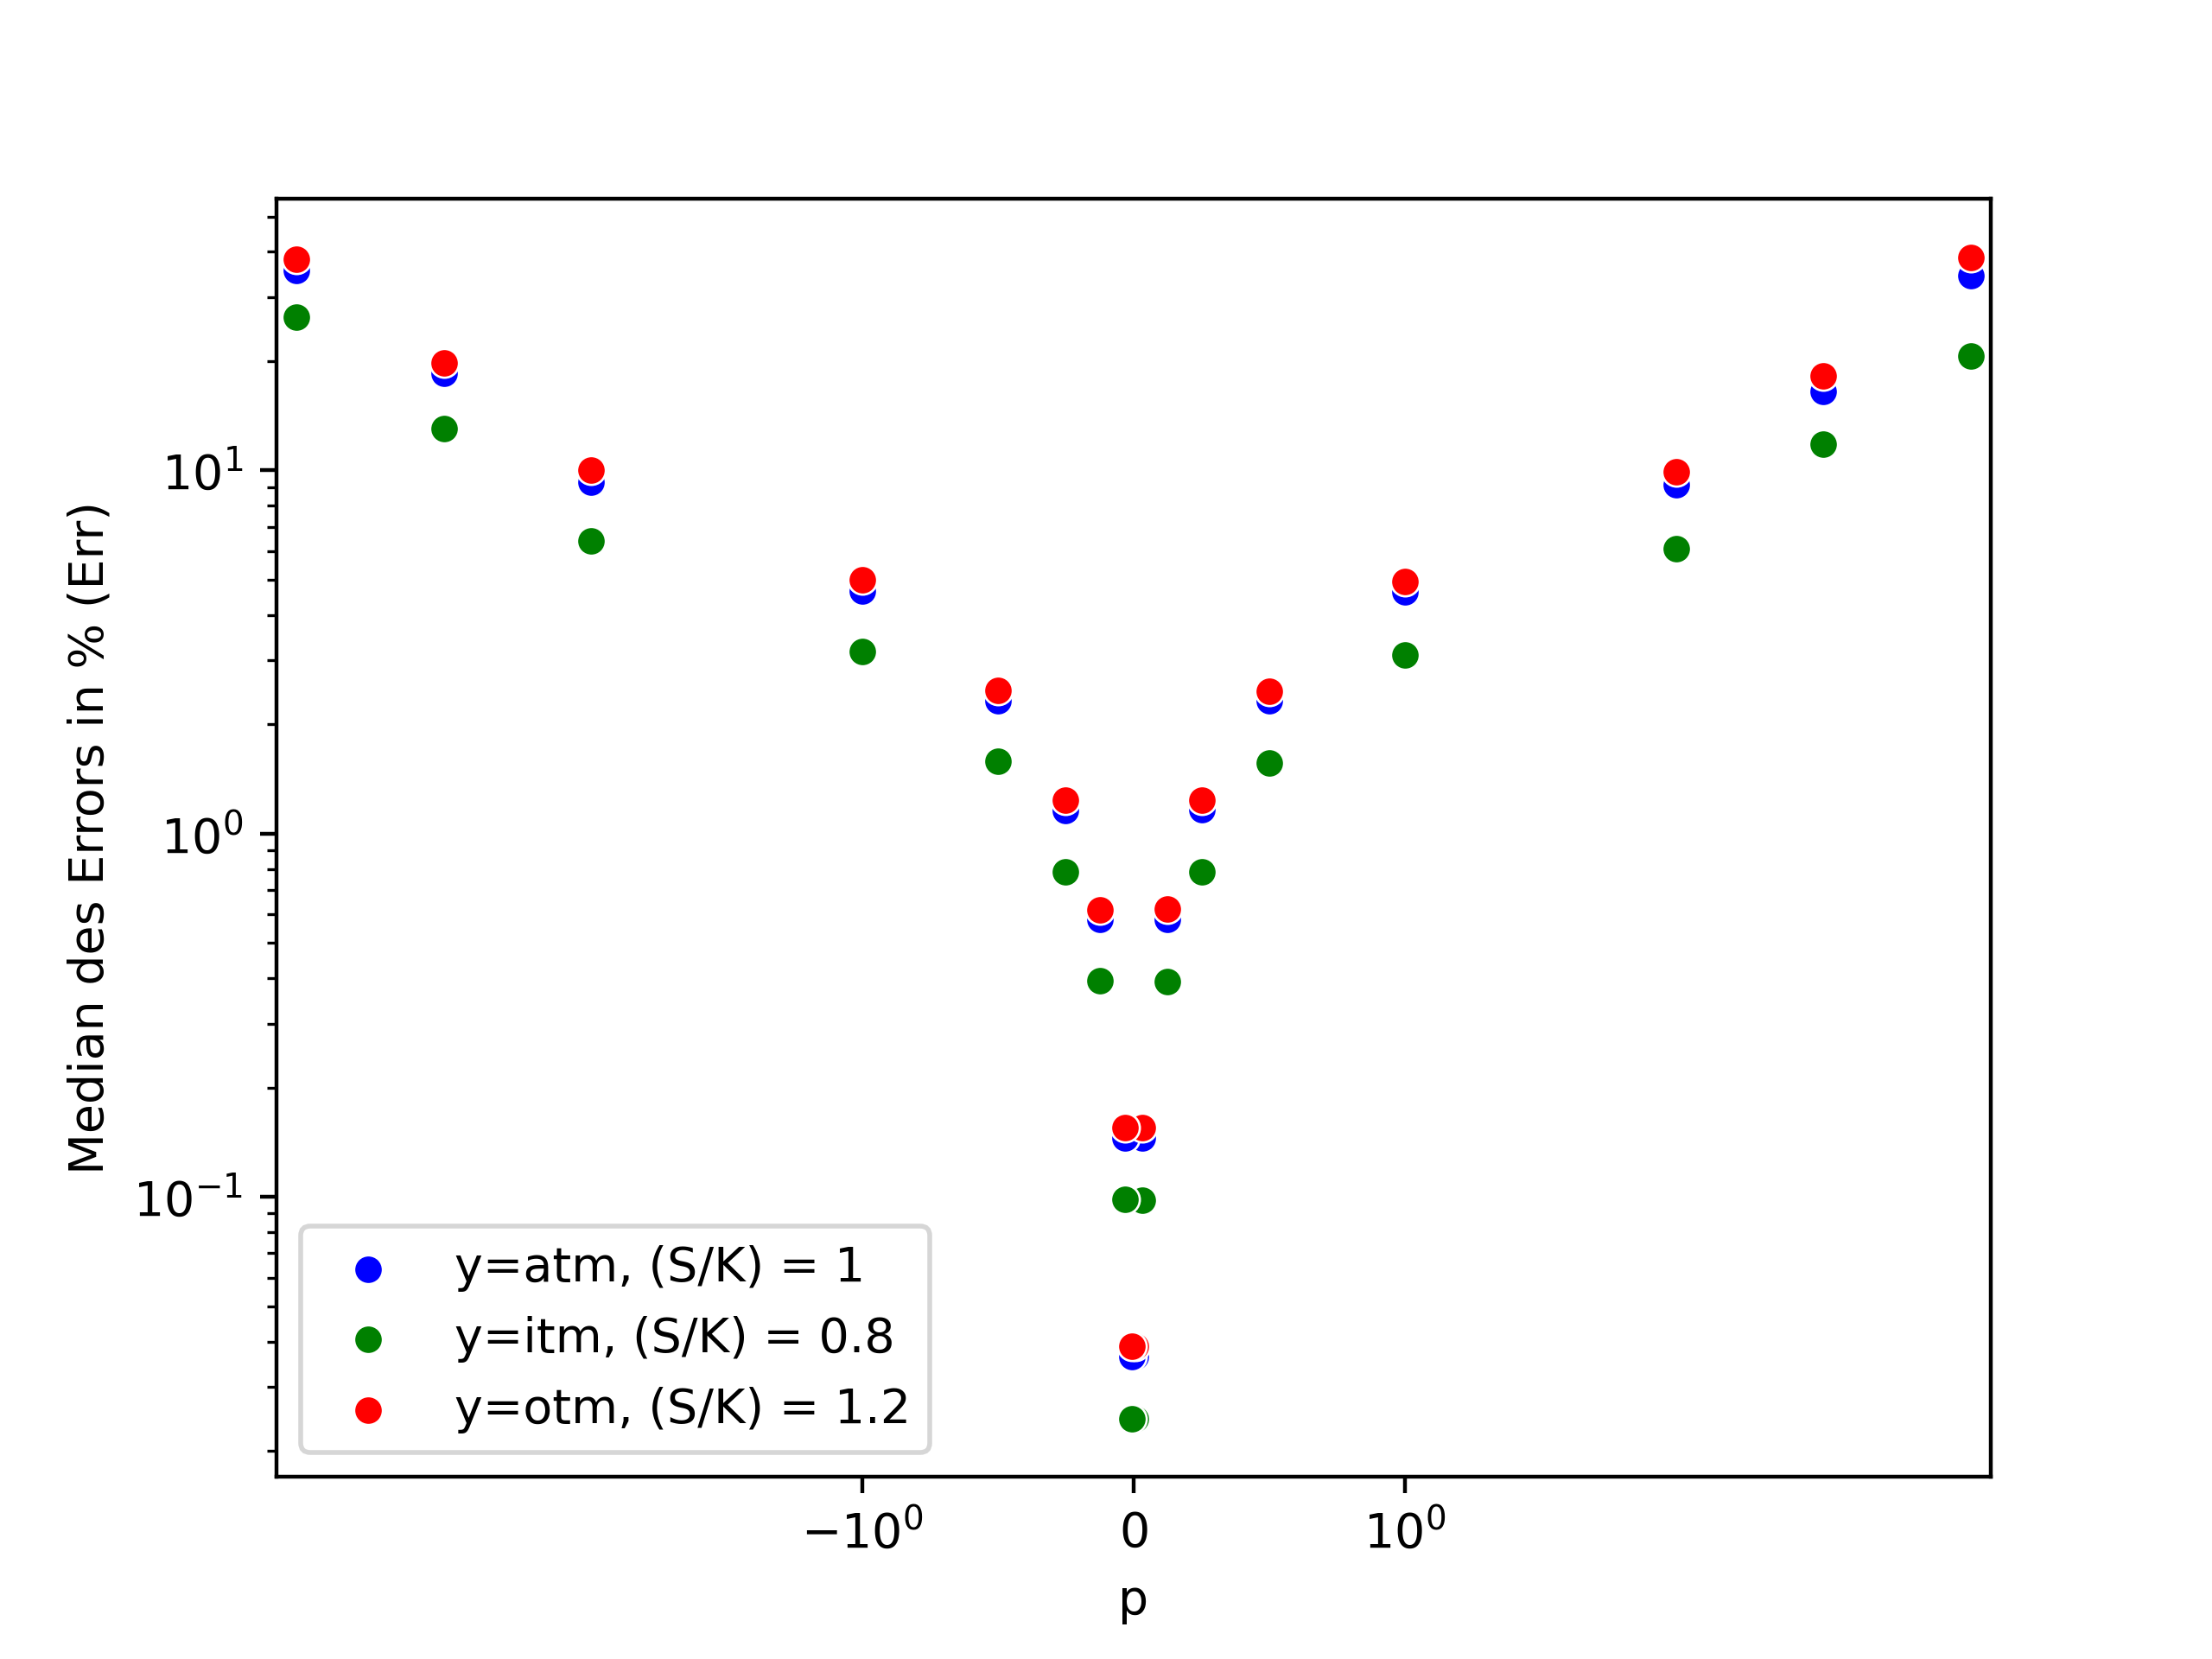 Median des Errors in % (Err)
10¹
10⁰
10⁻¹
y=atm, (S/K) = 1
y=itm, (S/K) = 0.8
y=otm, (S/K) = 1.2
−10⁰ 0 10⁰
p